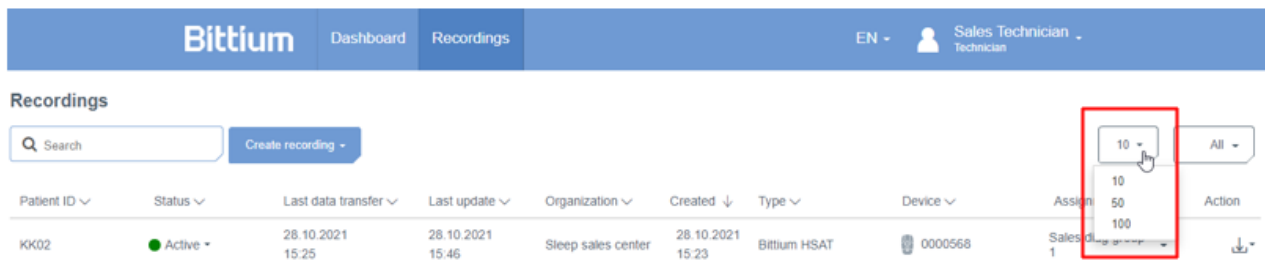 Bittium Dashboard Recordings EN Sales Technician
Technician
Recordings
Search Create recording 10 All
10
50
100
Patient ID Status Last data transfer Last update Organization Created Type Device Action
KK02 Active 28.10.2021 28.10.2021 Sleep sales center 28.10.2021 Bittium HSAT 0000568
15:25 15:46 15:23 1